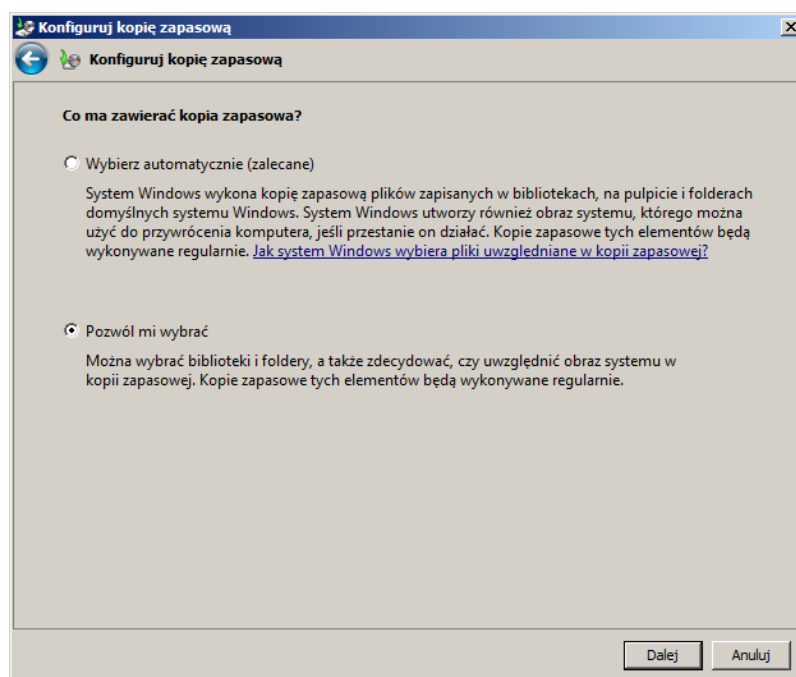 Konfiguruj kopię zapasową
Konfiguruj kopię zapasową
Co ma zawierać kopia zapasowa?
Wybierz automatycznie (zalecane)
System Windows wykona kopię zapasową plików zapisanych w bibliotekach, na pulpicie i folderach
domyślnych systemu Windows. System Windows utworzy również obraz systemu, którego można
użyć do przywrócenia komputera, jeśli przestanie on działać. Kopie zapasowe tych elementów będą
wykonywane regularnie. Jak system Windows wybiera pliki uwzględniane w kopii zapasowej?
Pozwól mi wybrać
Można wybrać biblioteki i foldery, a także zdecydować, czy uwzględnić obraz systemu w
kopii zapasowej. Kopie zapasowe tych elementów będą wykonywane regularnie.
Dalej
Anuluj